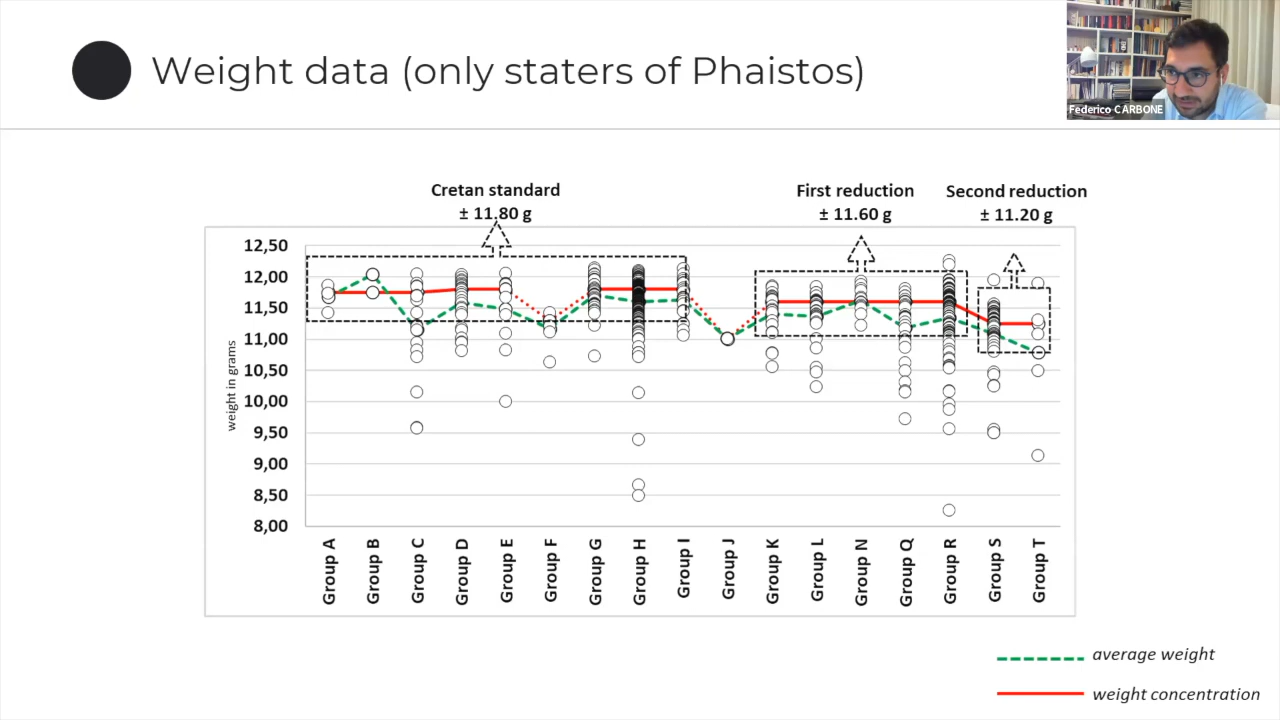 Weight data (only staters of Phaistos)
Federico CARBONE
Cretan standard
± 11.80 g
First reduction
± 11.60 g
Second reduction
± 11.20 g
weight in grams
12,50
12,00
11,50
11,00
10,50
10,00
9,50
9,00
8,50
8,00
Group A
Group B
Group C
Group D
Group E
Group F
Group G
Group H
Group I
Group J
Group K
Group L
Group N
Group Q
Group R
Group S
Group T
average weight
weight concentration